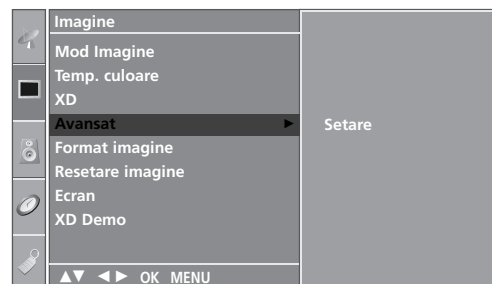 Imagine
Mod Imagine
Temp. culoare
XD
Avansat ► Setare
Format imagine
Resetare imagine
Ecran
XD Demo
▲▼ ◄► OK MENU